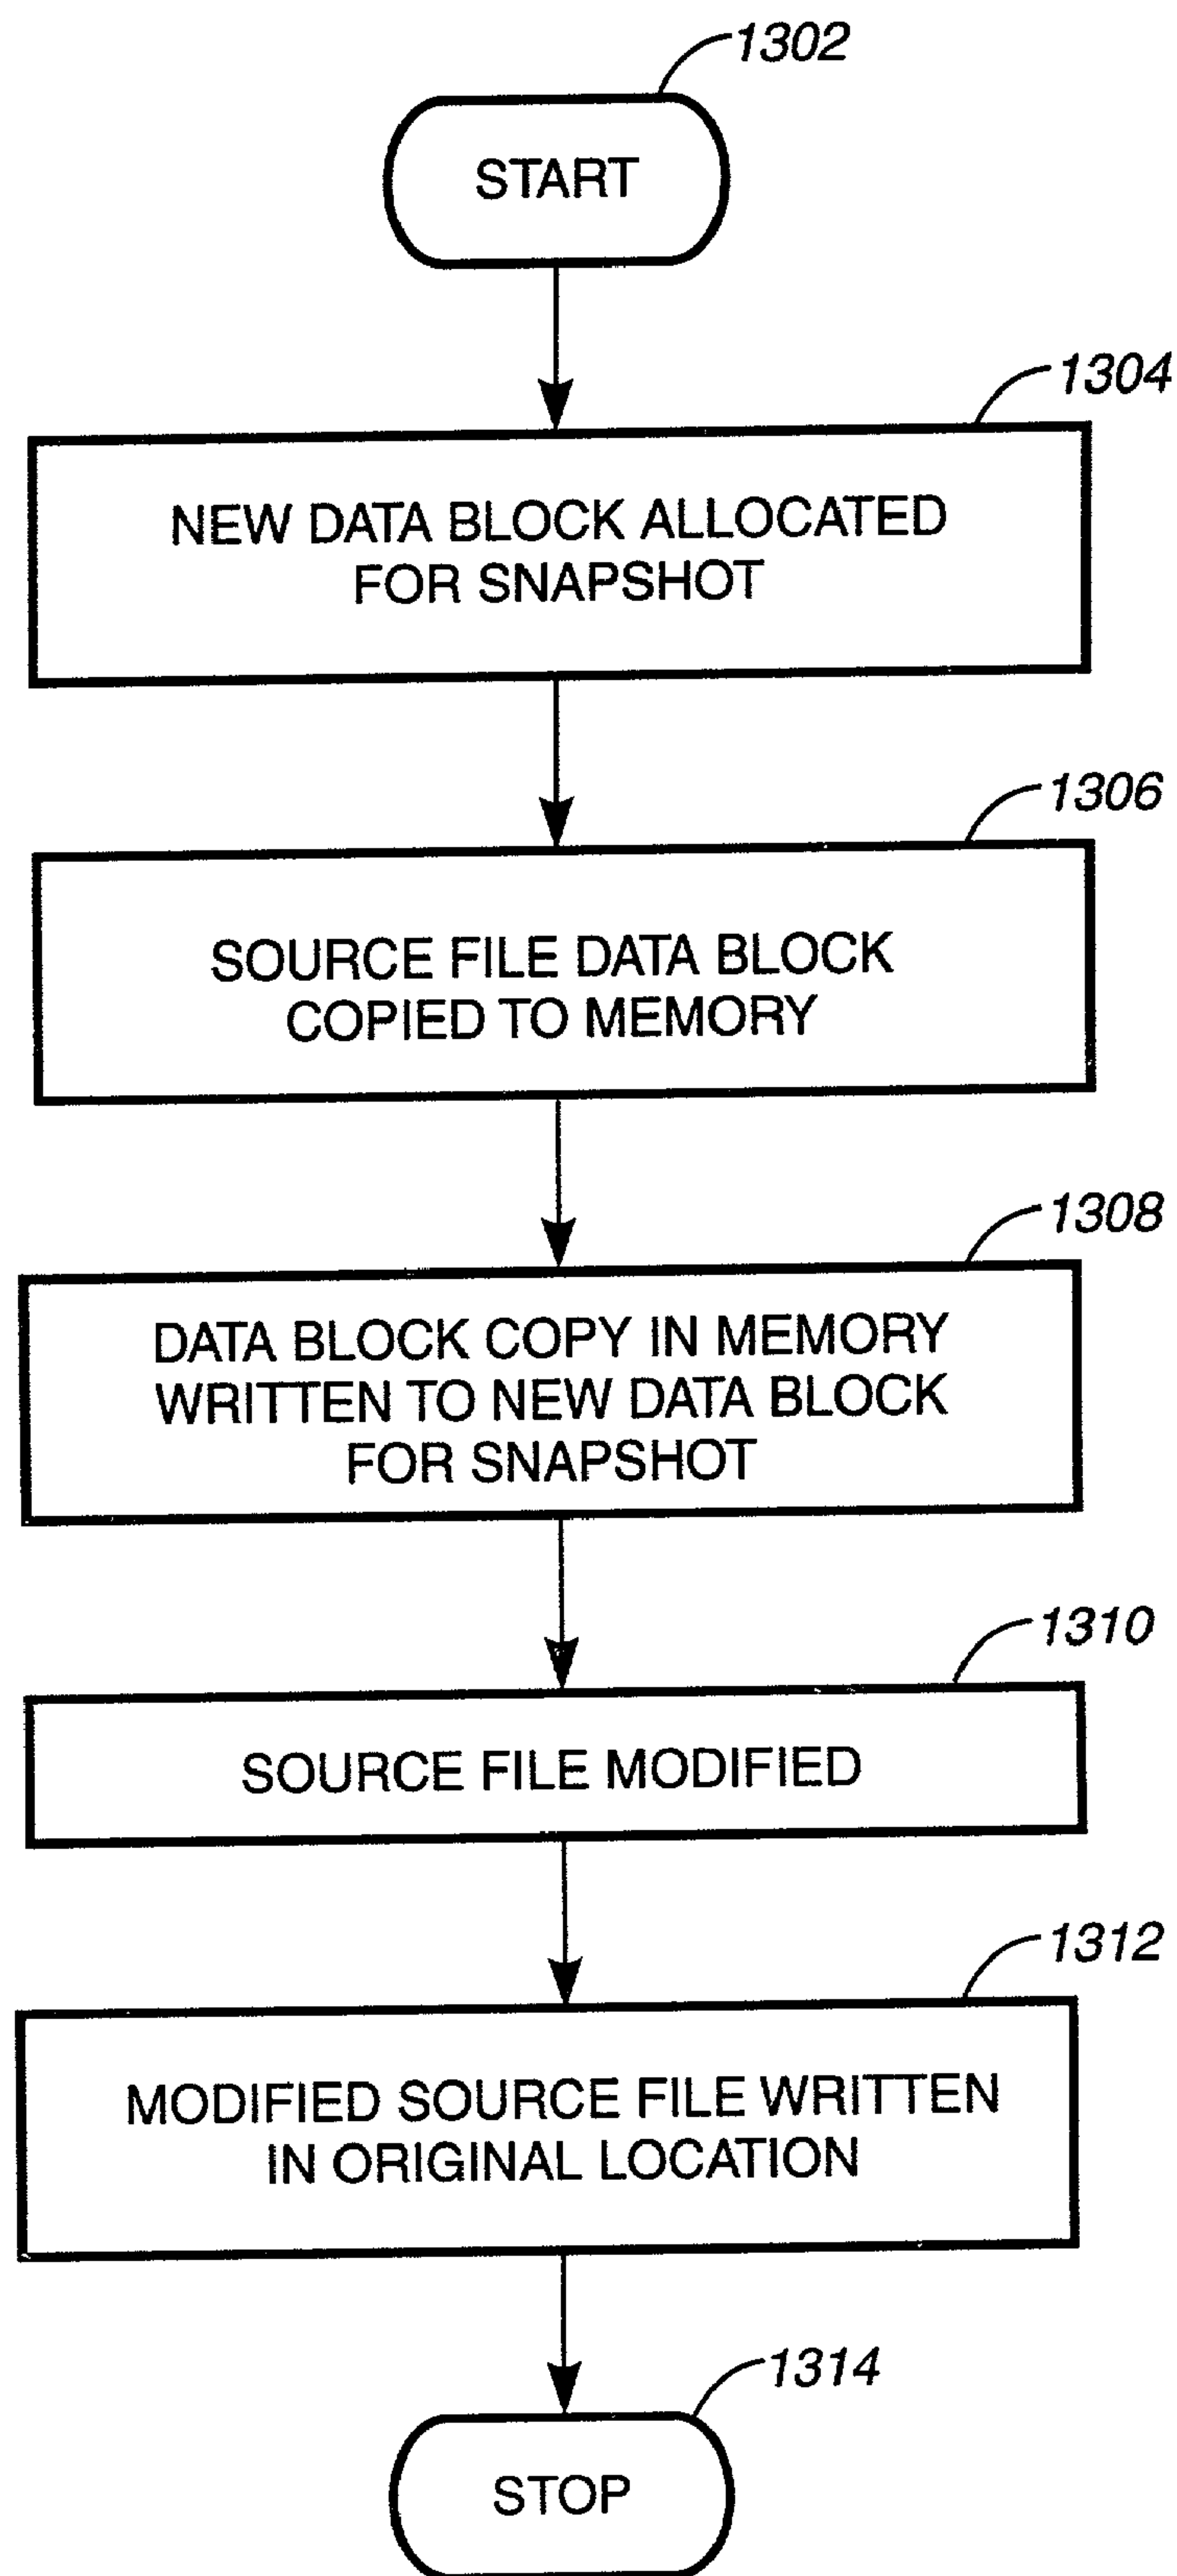 1302
START
1304
NEW DATA BLOCK ALLOCATED
FOR SNAPSHOT
1306
SOURCE FILE DATA BLOCK
COPIED TO MEMORY
1308
DATA BLOCK COPY IN MEMORY
WRITTEN TO NEW DATA BLOCK
FOR SNAPSHOT
1310
SOURCE FILE MODIFIED
1312
MODIFIED SOURCE FILE WRITTEN
IN ORIGINAL LOCATION
1314
STOP